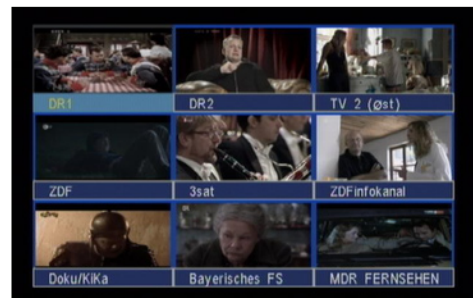 DR1
DR2
TV 2 (Øst)
ZDF
3sat
ZDFinfokanal
Doku/KiKa
Bayerisches FS
MDR FERNSEHEN